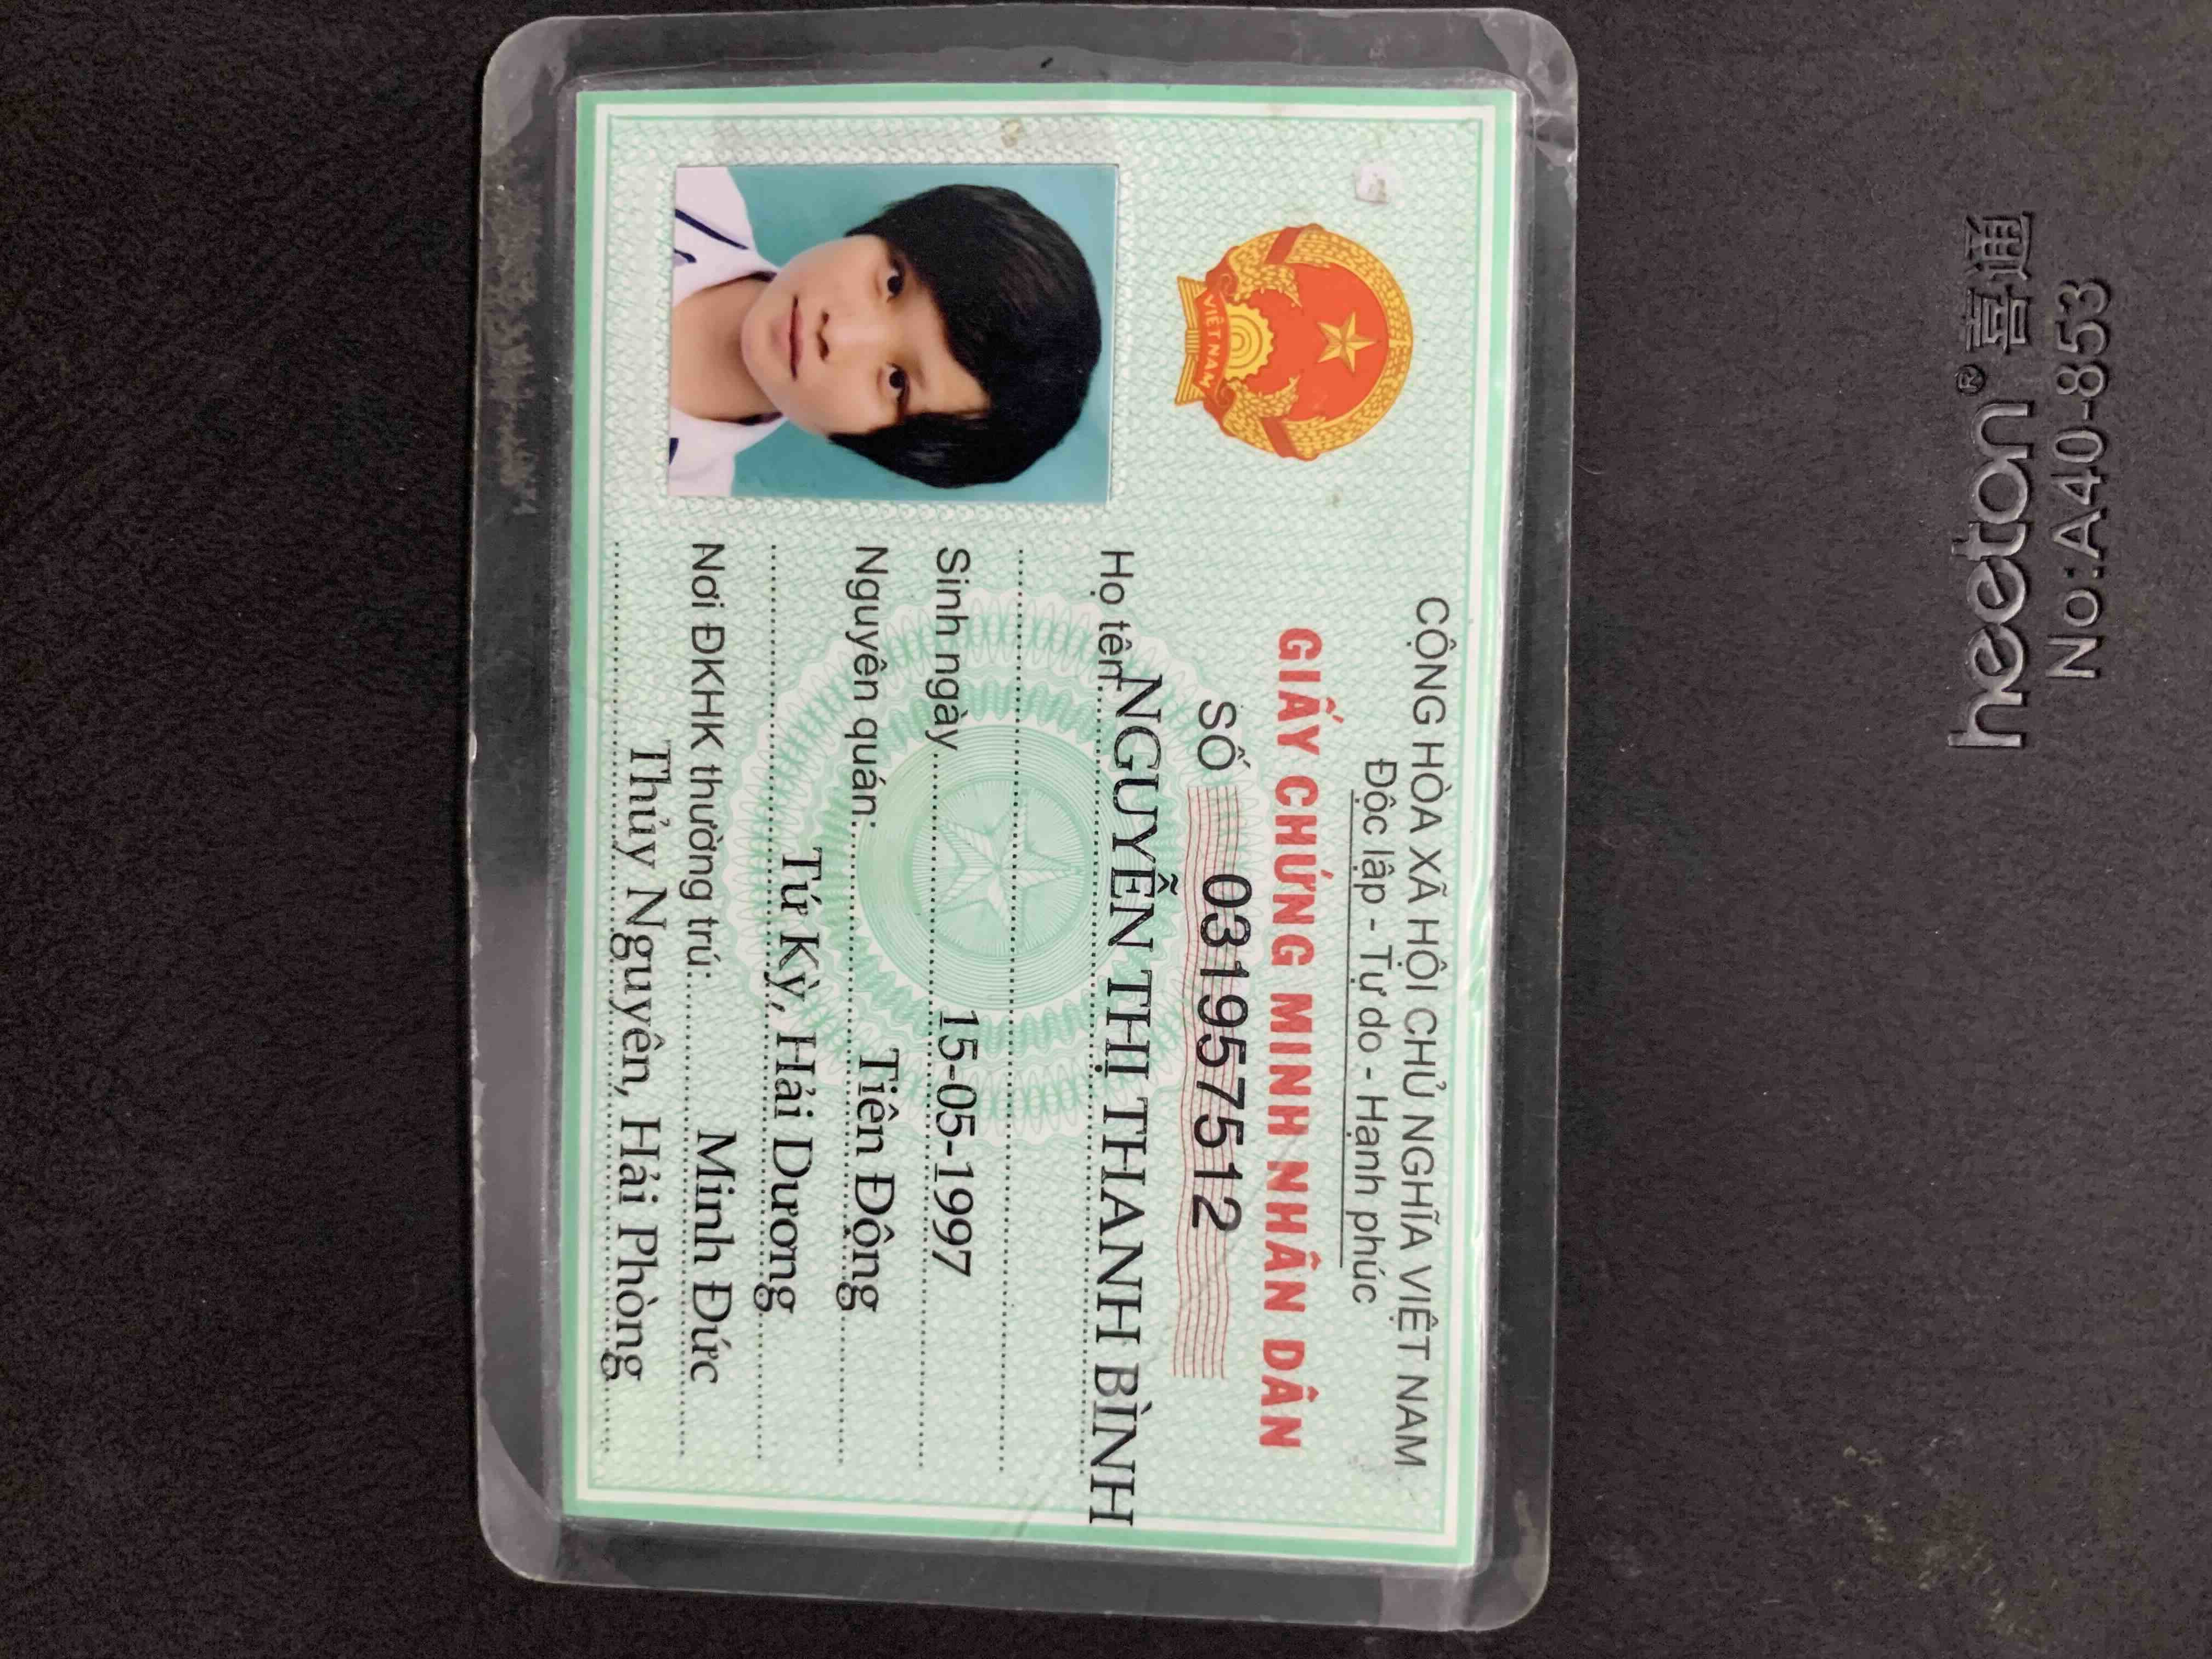 CỘNG HÒA XÃ HỘI CHỦ NGHĨA VIỆT NAM
Độc lập - Tự do - Hạnh phúc
GIẤY CHỨNG MINH NHÂN DÂN
SỐ 031957512
Họ tên NGUYỄN THỊ THANH BÌNH
Sinh ngày 15-05-1997
Nguyên quán: Tiên Động
Tứ Kỳ, Hải Dương
Nơi ĐKHK thường trú: Minh Đức
Thủy Nguyên, Hải Phòng
VIỆT NAM
heeton® 喜通
No:A40-853